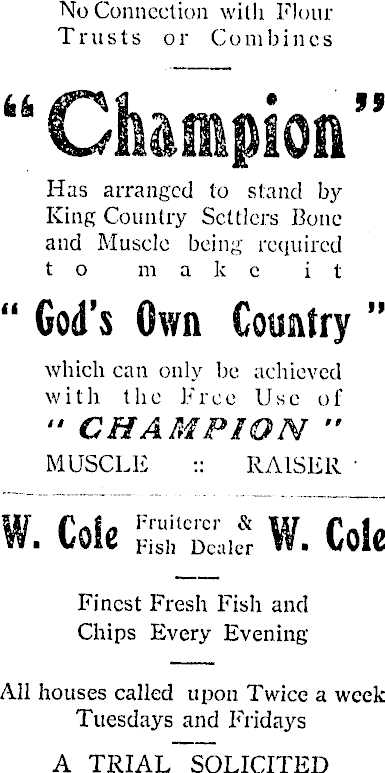 No Connection with Flour
Trusts or Combines
"Champion"
Has arranged to stand by
King Country Settlers Bone
and Muscle being required
to make it
"God's Own Country"
which can only be achieved
with the Free Use of
"CHAMPION"
MUSCLE :: RAISER
W. Cole Fruiterer & Fish Dealer W. Cole
Finest Fresh Fish and
Chips Every Evening
All houses called upon Twice a week
Tuesdays and Fridays
A TRIAL SOLICITED